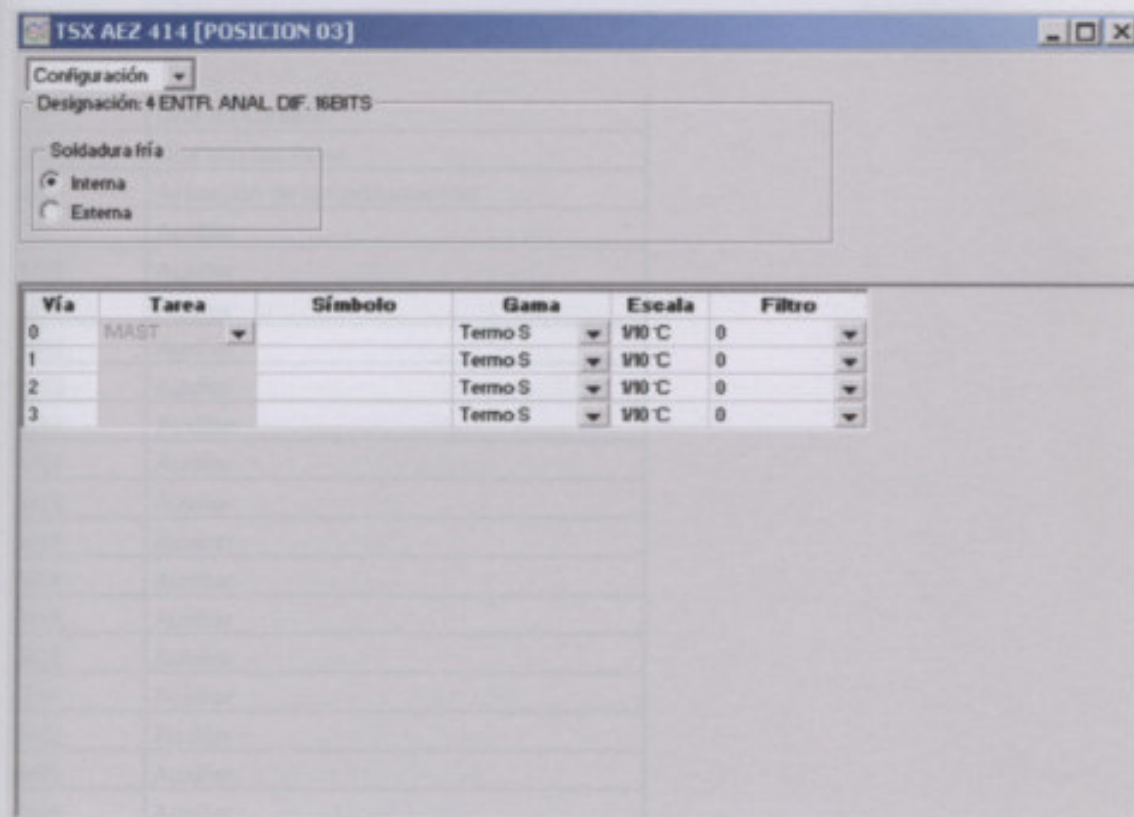 TSX AEZ 414 [POSICION 03]
Configuración
Designación: 4 ENTR. ANAL. DIF. 16BITS
Soldadura fría
Interna
Externa
Vía Tarea Símbolo Gama Escala Filtro
0 MAST Termo S 1/10 °C 0
1 Termo S 1/10 °C 0
2 Termo S 1/10 °C 0
3 Termo S 1/10 °C 0